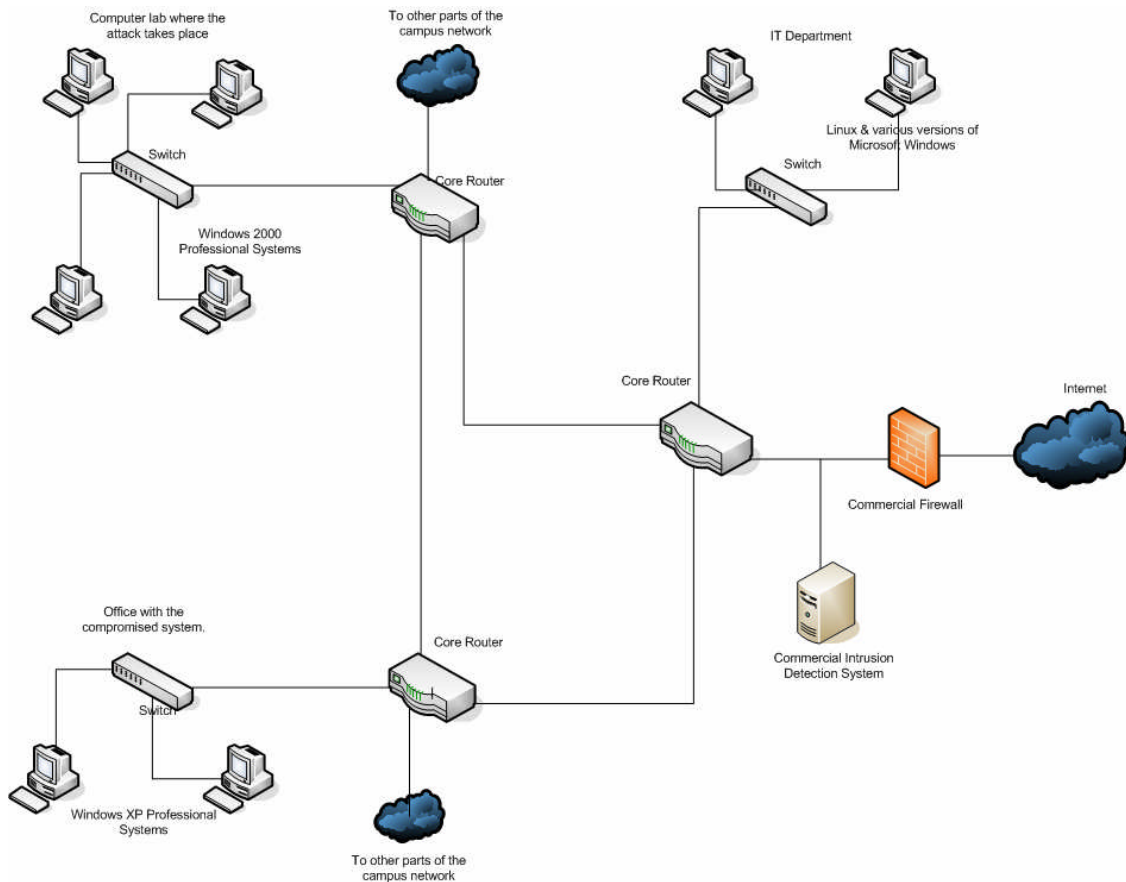 Computer lab where the
attack takes place
To other parts of the
campus network
IT Department
Linux & various versions of
Microsoft Windows
Switch
Switch
Core Router
Windows 2000
Professional Systems
Core Router
Internet
Commercial Firewall
Office with the
compromised system.
Core Router
Commercial Intrusion
Detection System
Switch
Windows XP Professional
Systems
To other parts of the
campus network